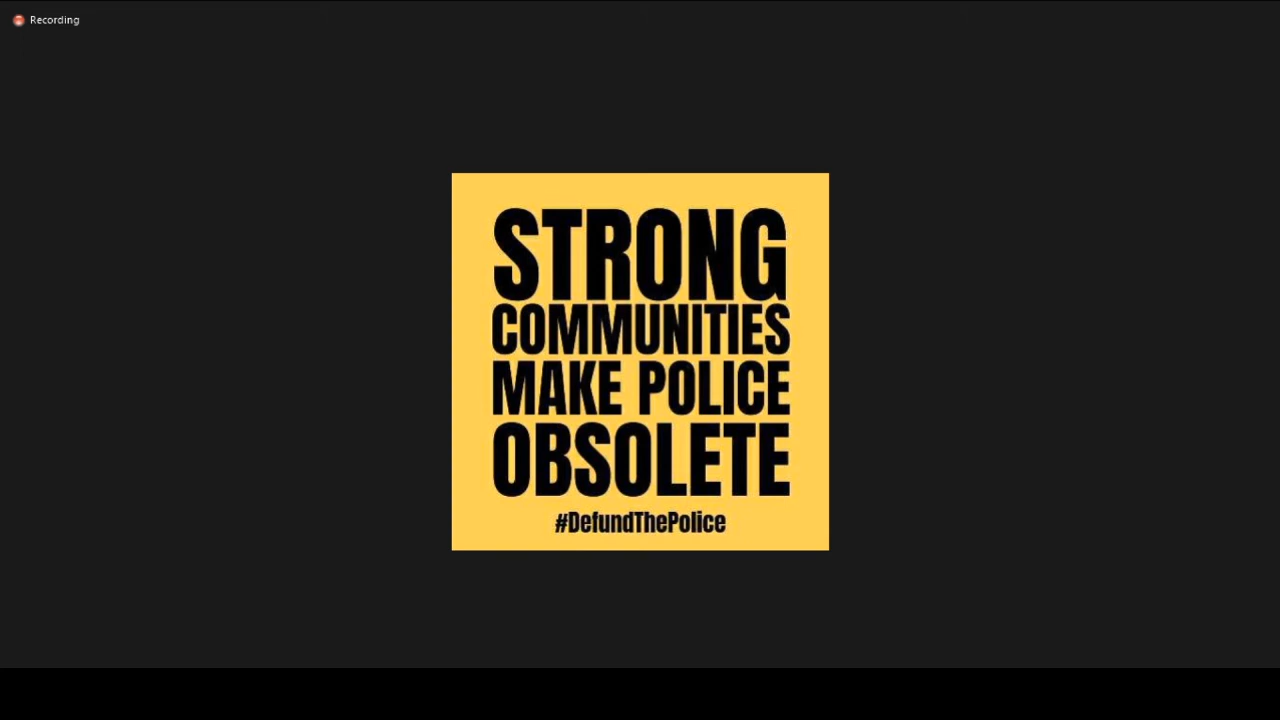 Recording
STRONG
COMMUNITIES
MAKE POLICE
OBSOLETE
#DefundThePolice